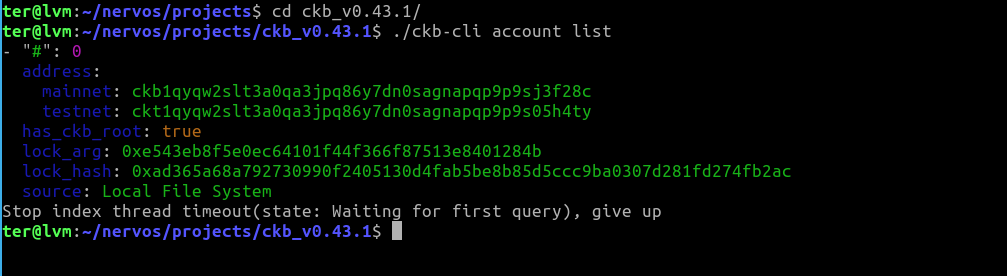 ter@lvm:~/nervos/projects$ cd ckb_v0.43.1/
ter@lvm:~/nervos/projects/ckb_v0.43.1$ ./ckb-cli account list
- "#": 0
  address:
    mainnet: ckb1qyqw2slt3a0qa3jpq86y7dn0sagnapqp9p9sj3f28c
    testnet: ckt1qyqw2slt3a0qa3jpq86y7dn0sagnapqp9p9s05h4ty
  has_ckb_root: true
  lock_arg: 0xe543eb8f5e0ec64101f44f366f87513e8401284b
  lock_hash: 0xad365a68a792730990f2405130d4fab5be8b85d5ccc9ba0307d281fd274fb2ac
  source: Local File System
Stop index thread timeout(state: Waiting for first query), give up
ter@lvm:~/nervos/projects/ckb_v0.43.1$